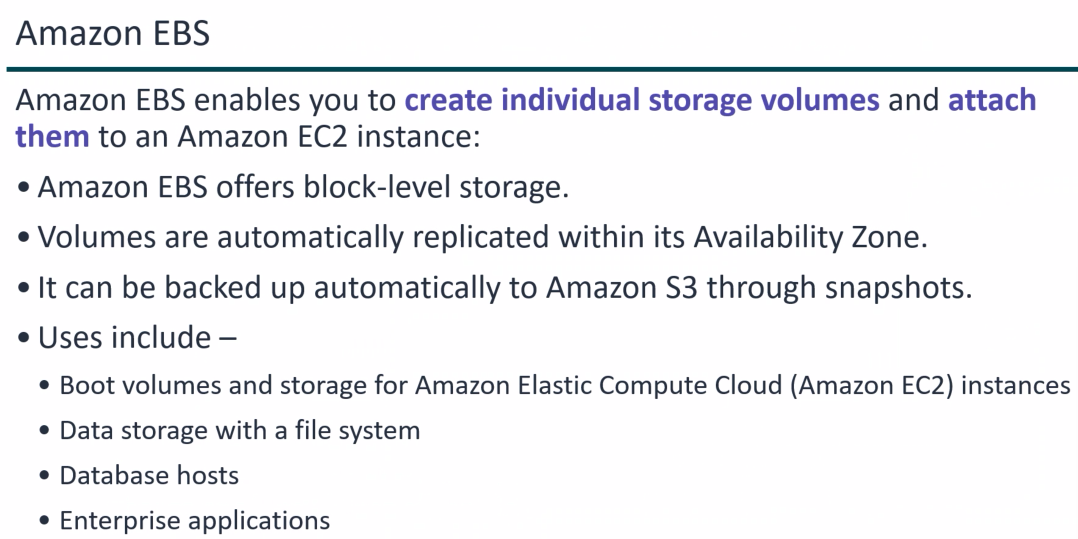 Amazon EBS
Amazon EBS enables you to create individual storage volumes and attach
them to an Amazon EC2 instance:
• Amazon EBS offers block-level storage.
• Volumes are automatically replicated within its Availability Zone.
• It can be backed up automatically to Amazon S3 through snapshots.
• Uses include –
• Boot volumes and storage for Amazon Elastic Compute Cloud (Amazon EC2) instances
• Data storage with a file system
• Database hosts
• Enterprise applications